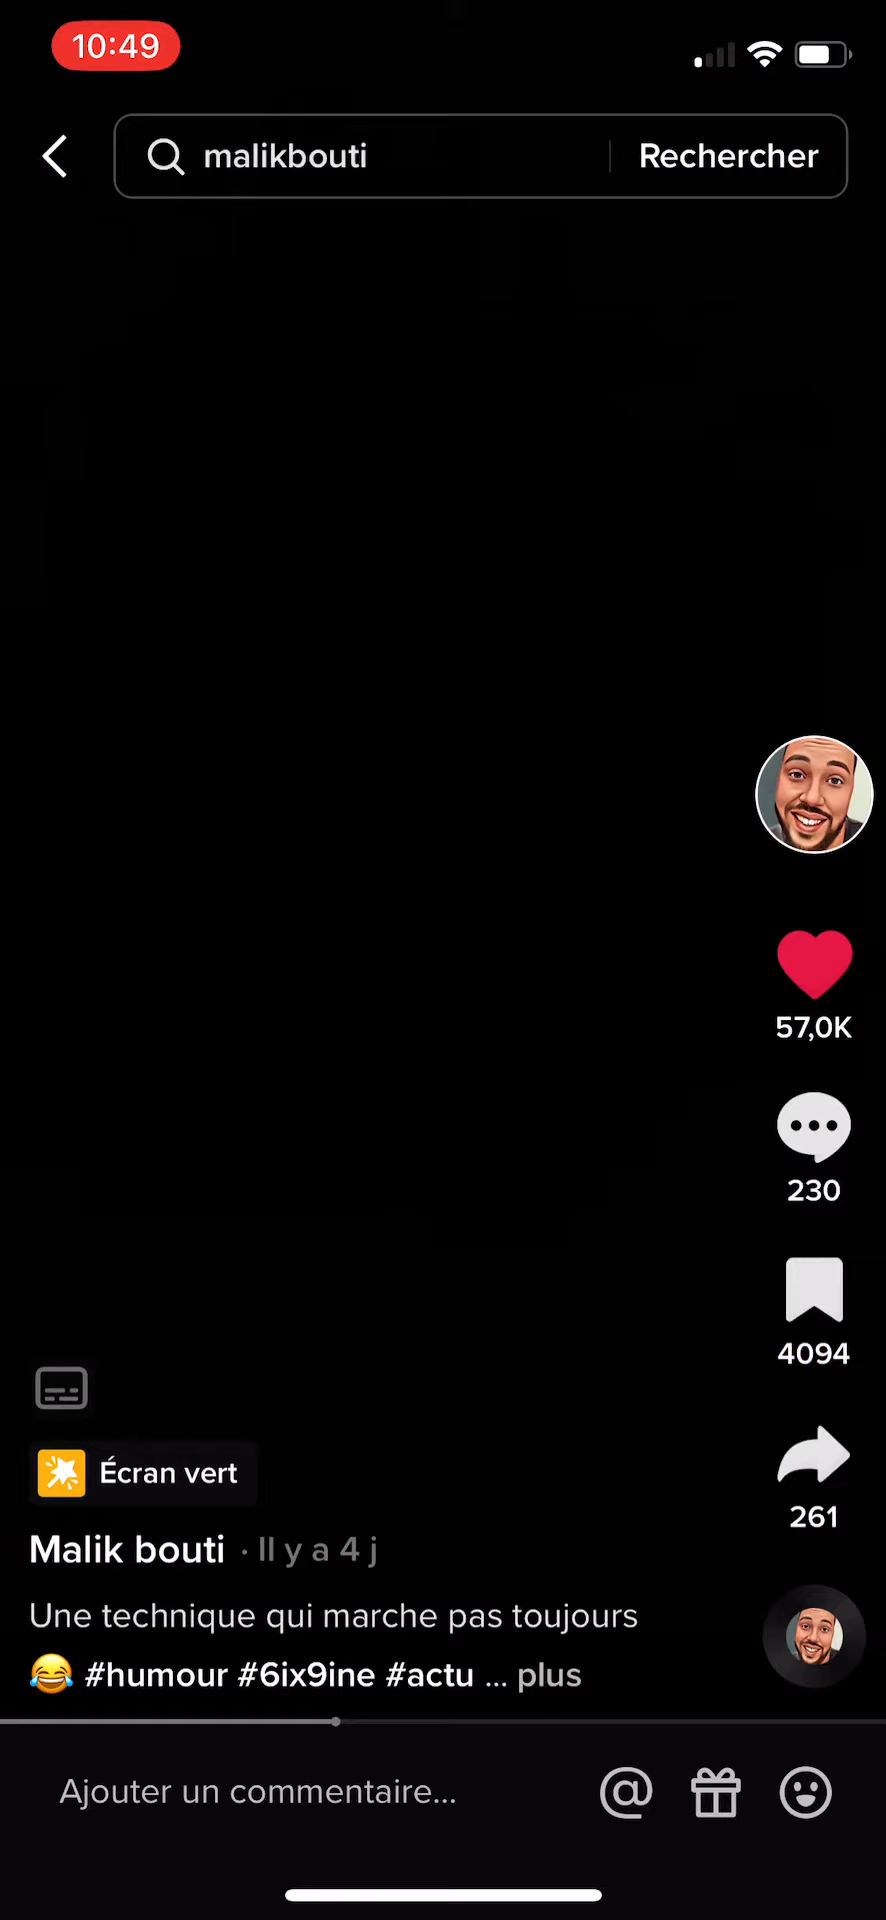 10:49
malikbouti
Rechercher
57,0K
230
4094
261
Écran vert
Malik bouti · Il y a 4 j
Une technique qui marche pas toujours
😂 #humour #6ix9ine #actu ... plus
Ajouter un commentaire...